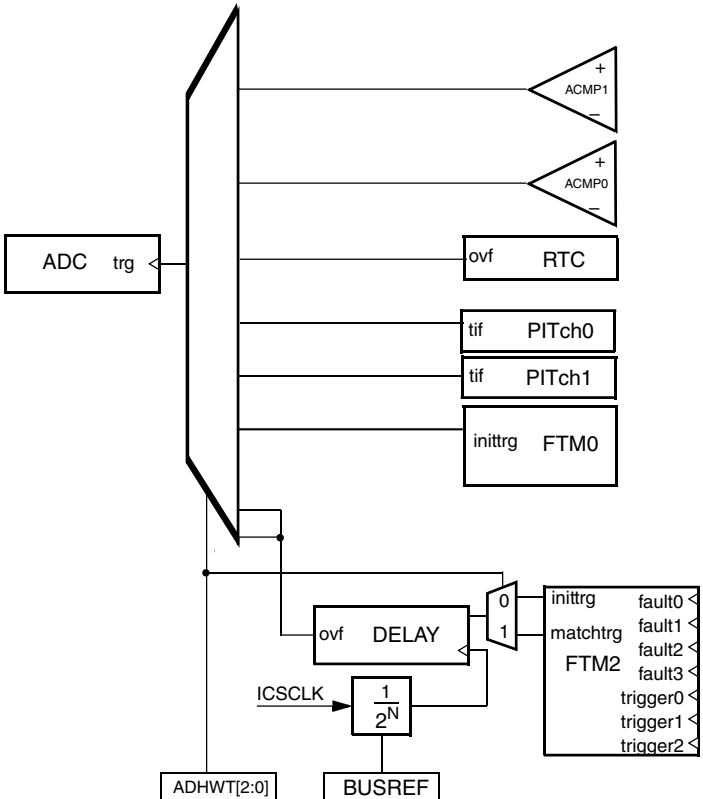 +
ACMP1
−
+
ACMP0
−
ADC trg
ovf RTC
tif PITch0
tif PITch1
inittrg FTM0
0
1
inittrg
matchtrg
FTM2
fault0
fault1
fault2
fault3
trigger0
trigger1
trigger2
ovf DELAY
ICSCLK
1
2^N
ADHWT[2:0]
BUSREF